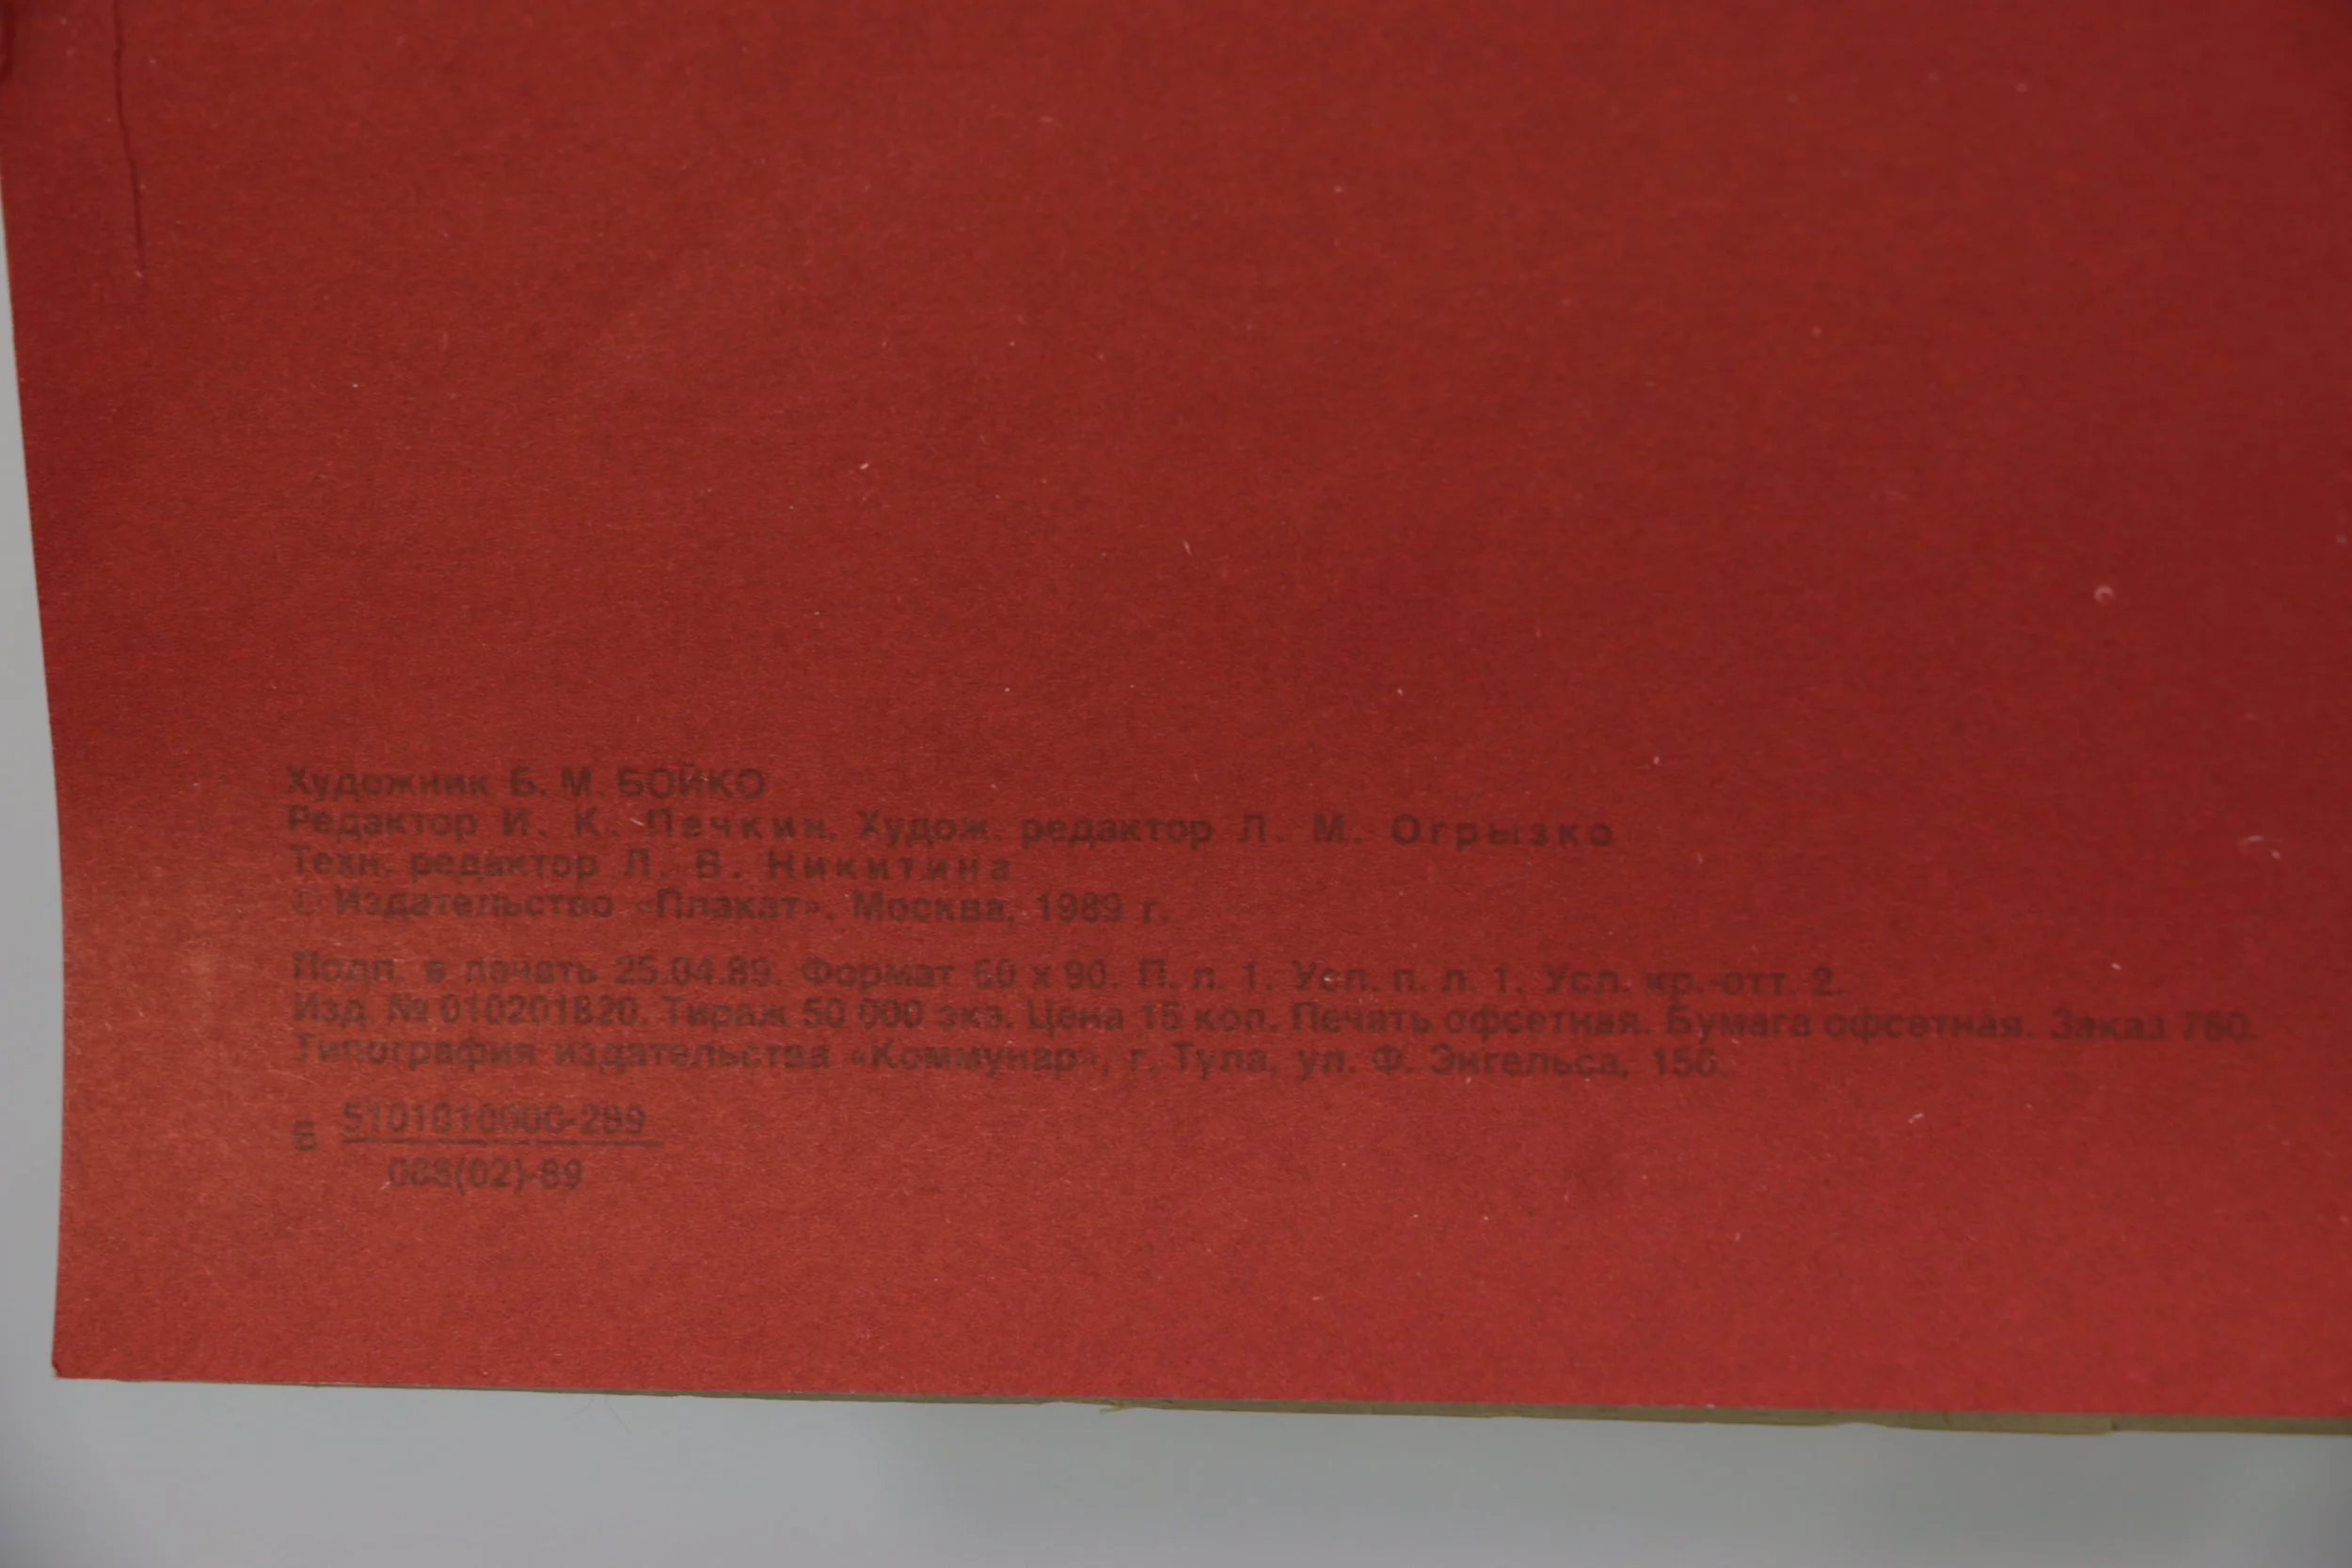 Художник Б. М. БОЙКО
Редактор И. К. Печкин. Худож. редактор Л. М. Огрызко
Техн. редактор Л. В. Никитина
© Издательство «Плакат». Москва, 1989 г.
Подп. в печать 25.04.89. Формат 60 x 90. П. л. 1. Усл. п. л. 1. Усл. кр.-отт. 2.
Изд. № 010201820. Тираж 50 000 экз. Цена 15 коп. Печать офсетная. Бумага офсетная. Заказ 760.
Типография издательства «Коммунар», г. Тула, ул. Ф. Энгельса, 150.
Б 5101010000-289
088(02)-89